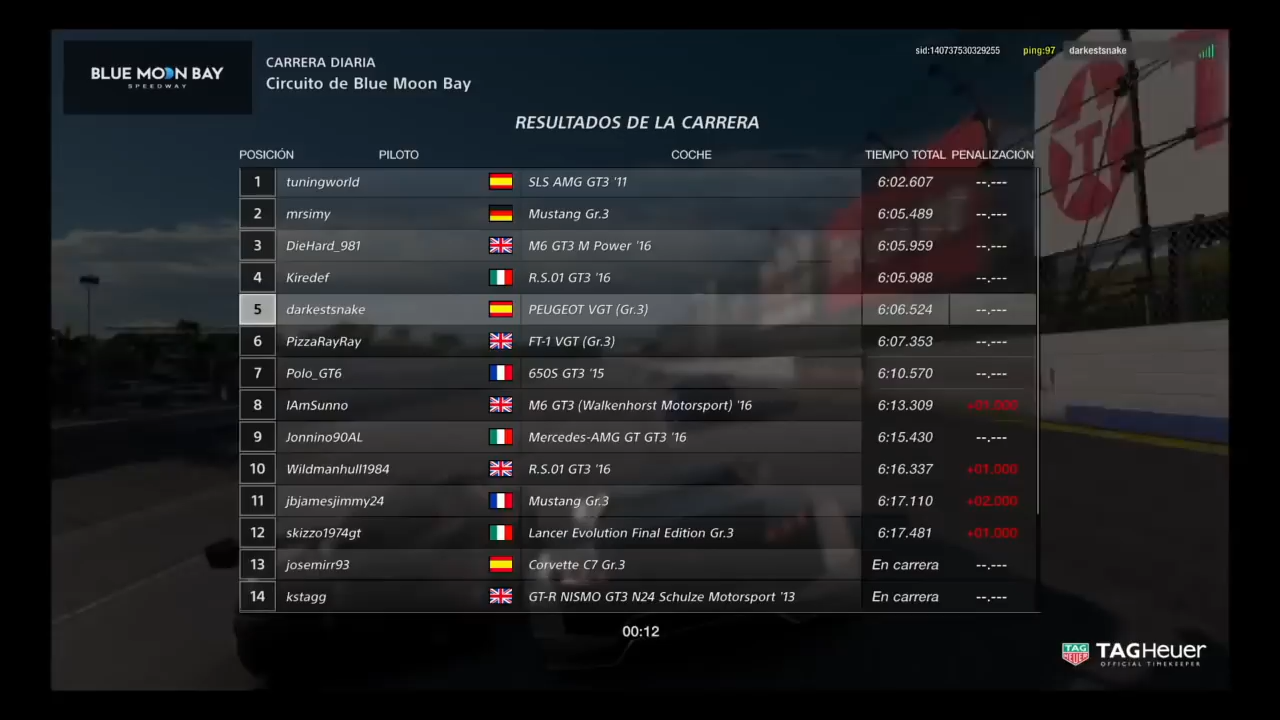 sid:140737530329255 ping:97 darkestsnake
BLUE MOON BAY
SPEEDWAY
CARRERA DIARIA
Circuito de Blue Moon Bay
RESULTADOS DE LA CARRERA
POSICIÓN PILOTO COCHE TIEMPO TOTAL PENALIZACIÓN
1 tuningworld SLS AMG GT3 '11 6:02.607 --.---
2 mrsimy Mustang Gr.3 6:05.489 --.---
3 DieHard_981 M6 GT3 M Power '16 6:05.959 --.---
4 Kiredef R.S.01 GT3 '16 6:05.988 --.---
5 darkestsnake PEUGEOT VGT (Gr.3) 6:06.524 --.---
6 PizzaRayRay FT-1 VGT (Gr.3) 6:07.353 --.---
7 Polo_GT6 650S GT3 '15 6:10.570 --.---
8 IAmSunno M6 GT3 (Walkenhorst Motorsport) '16 6:13.309 +01.000
9 Jonnino90AL Mercedes-AMG GT GT3 '16 6:15.430 --.---
10 Wildmanhull1984 R.S.01 GT3 '16 6:16.337 +01.000
11 jbjamesjimmy24 Mustang Gr.3 6:17.110 +02.000
12 skizzo1974gt Lancer Evolution Final Edition Gr.3 6:17.481 +01.000
13 josemirr93 Corvette C7 Gr.3 En carrera --.---
14 kstagg GT-R NISMO GT3 N24 Schulze Motorsport '13 En carrera --.---
00:12
TAG HEUER TAGHeuer
OFFICIAL TIMEKEEPER